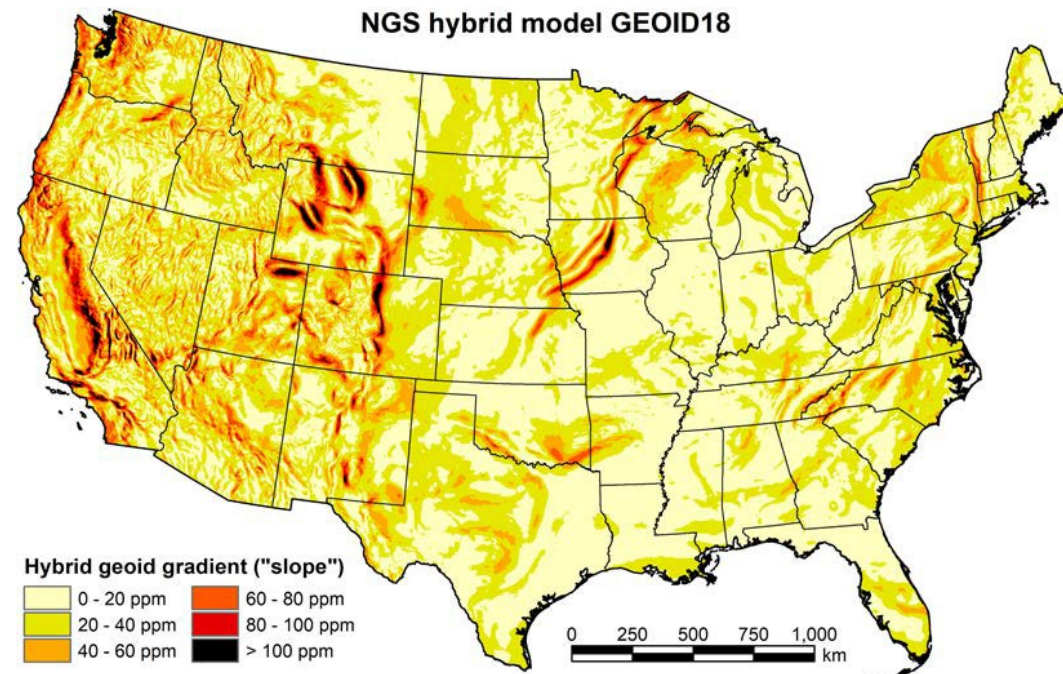 NGS hybrid model GEOID18
Hybrid geoid gradient ("slope")
0 - 20 ppm
20 - 40 ppm
40 - 60 ppm
60 - 80 ppm
80 - 100 ppm
> 100 ppm
0 250 500 750 1,000
km